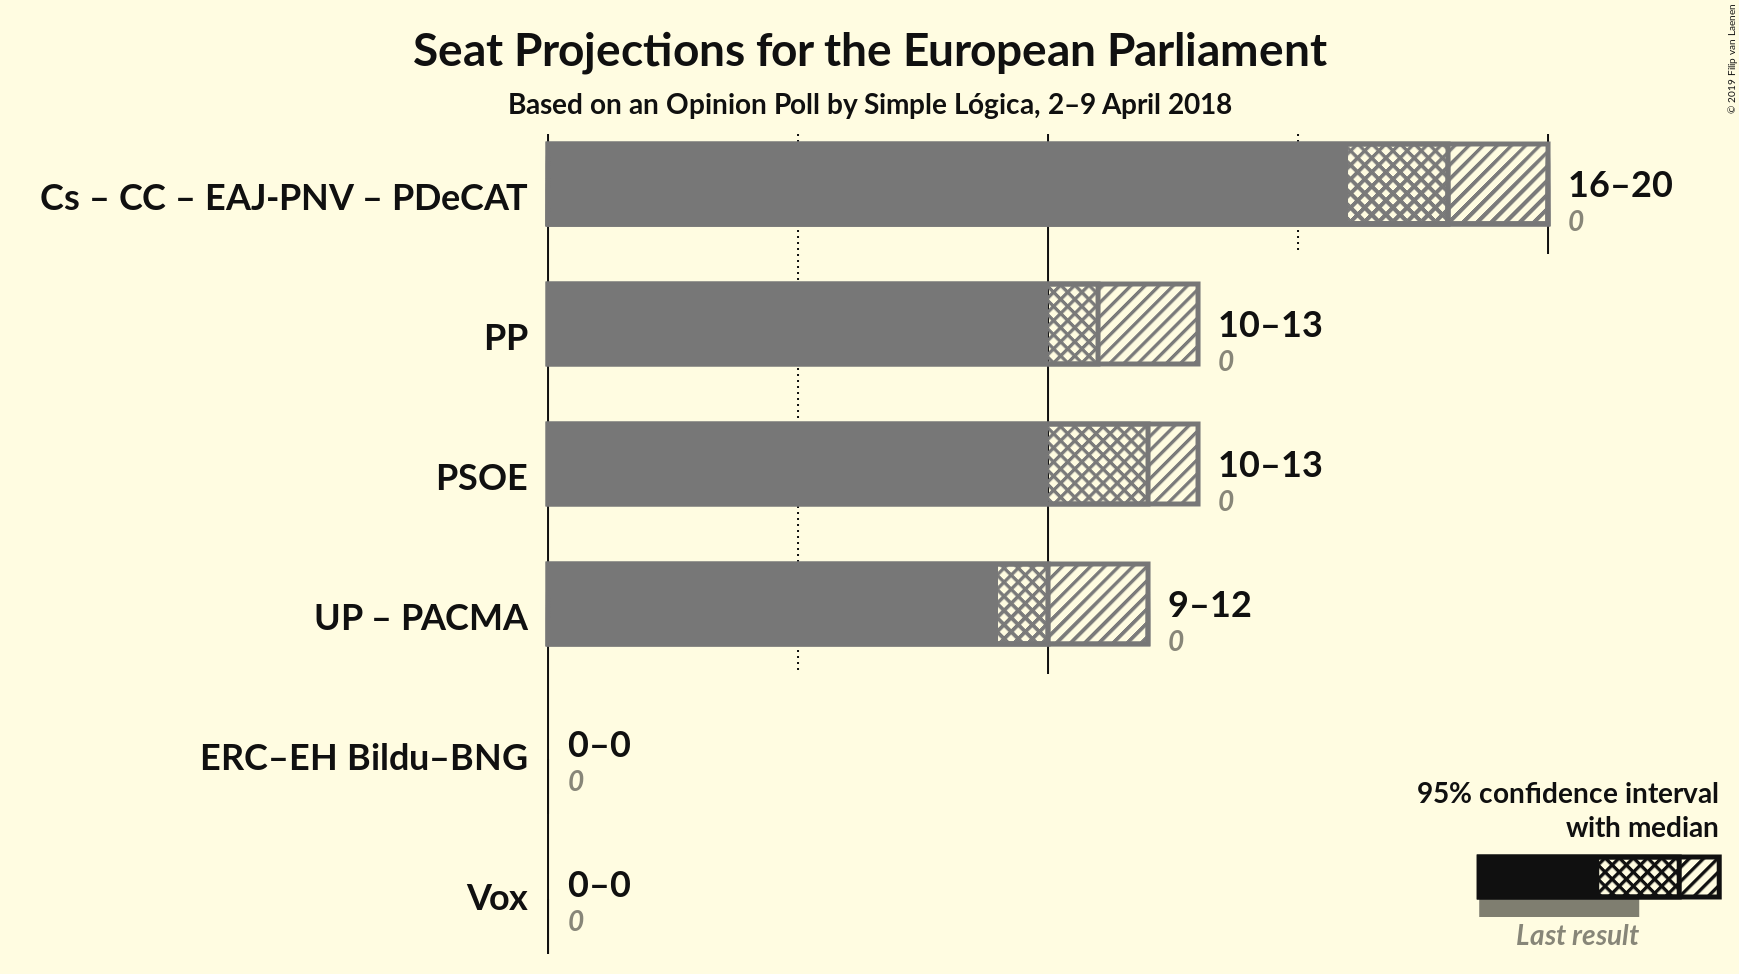 Seat Projections for the European Parliament
Based on an Opinion Poll by Simple Lógica, 2–9 April 2018
© 2019 Filip van Laenen
Cs – CC – EAJ-PNV – PDeCAT
16–20
0
PP
10–13
0
PSOE
10–13
0
UP – PACMA
9–12
0
ERC–EH Bildu–BNG
0–0
0
Vox
0–0
0
95% confidence interval
with median
Last result